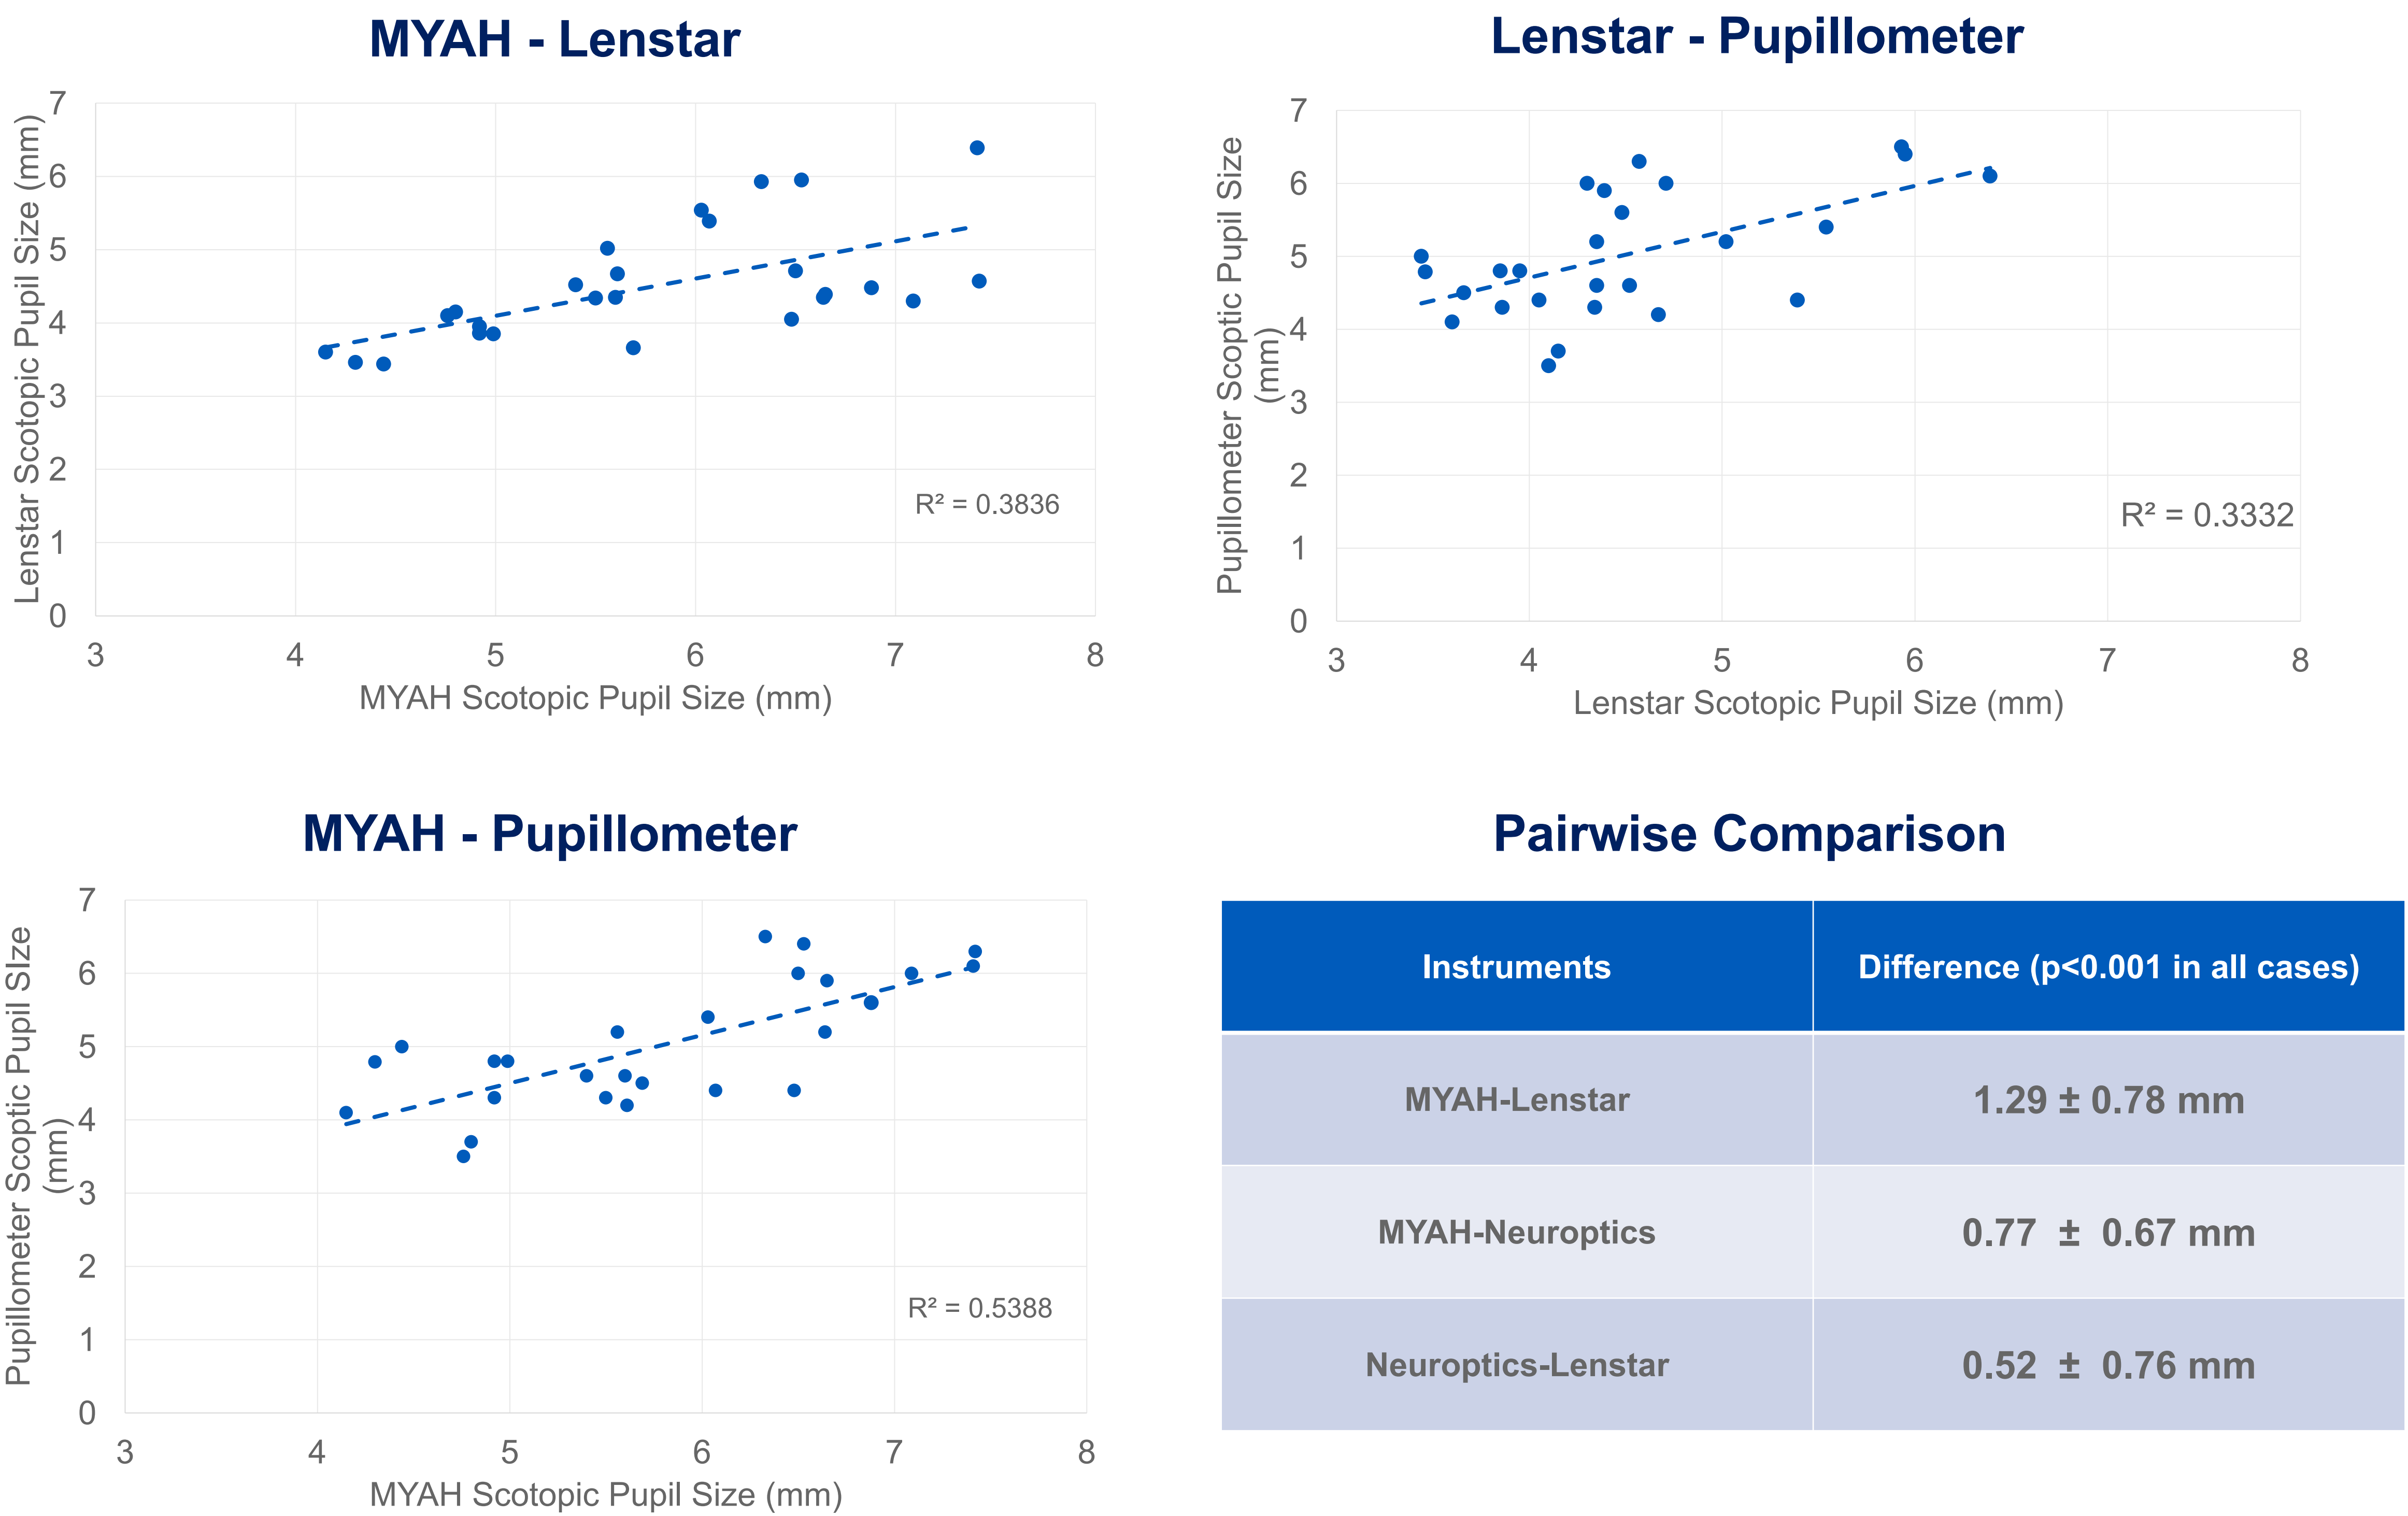 MYAH - Lenstar
Lenstar Scotopic Pupil Size (mm)
7
6
5
4
3
2
1
0
R² = 0.3836
3 4 5 6 7 8
MYAH Scotopic Pupil Size (mm)
Lenstar - Pupillometer
Pupillometer Scoptic Pupil Size
(mm)
7
6
5
4
3
2
1
0
R² = 0.3332
3 4 5 6 7 8
Lenstar Scotopic Pupil Size (mm)
MYAH - Pupillometer
Pupillometer Scoptic Pupil SIze
(mm)
7
6
5
4
3
2
1
0
R² = 0.5388
3 4 5 6 7 8
MYAH Scotopic Pupil Size (mm)
Pairwise Comparison
Instruments Difference (p<0.001 in all cases)
MYAH-Lenstar 1.29 ± 0.78 mm
MYAH-Neuroptics 0.77 ± 0.67 mm
Neuroptics-Lenstar 0.52 ± 0.76 mm